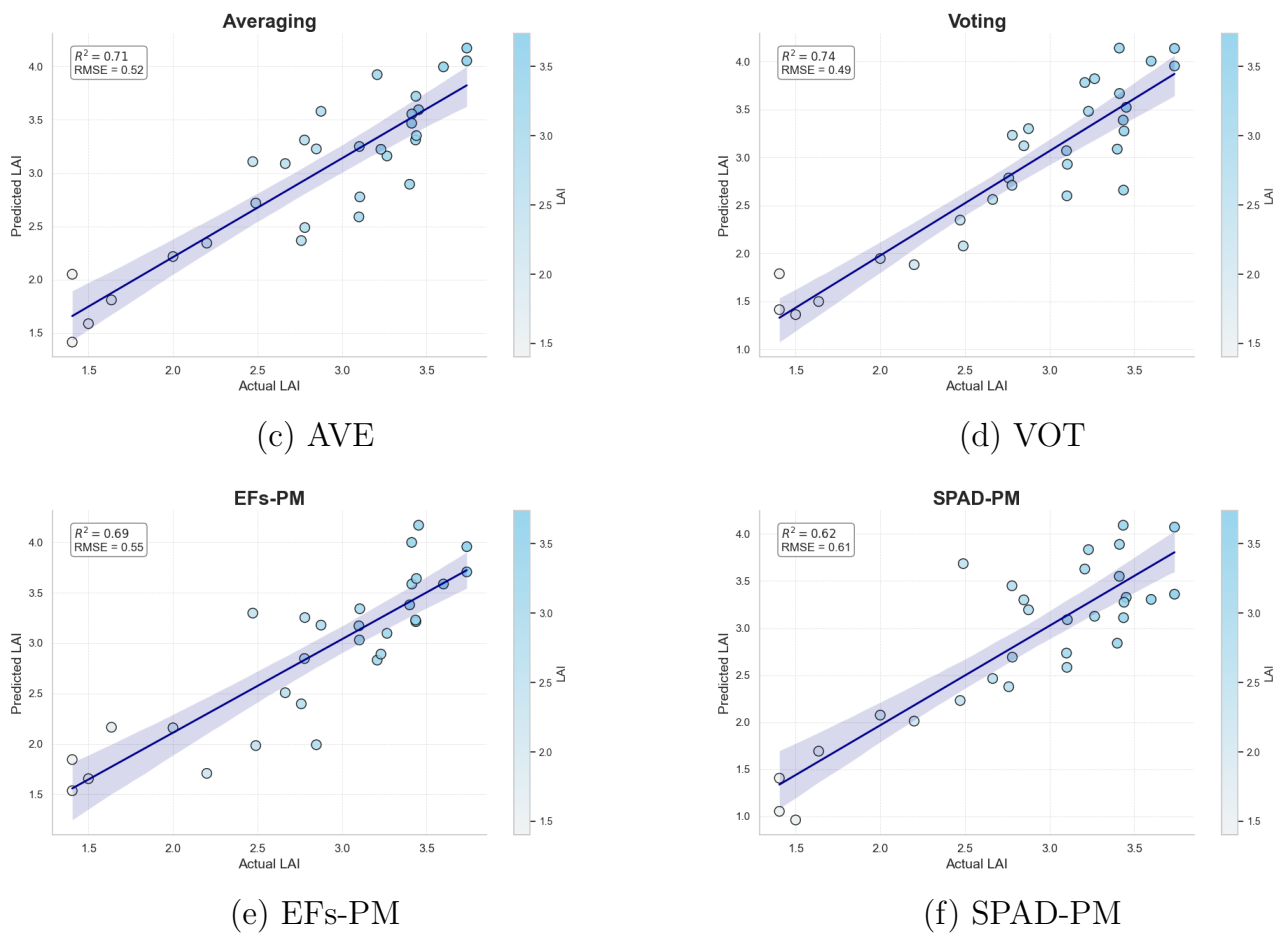 Averaging
R² = 0.71
RMSE = 0.52
4.0
3.5
3.0
2.5
2.0
1.5
Predicted LAI
1.5 2.0 2.5 3.0 3.5
Actual LAI
3.5
3.0
2.5
2.0
1.5
LAI
(c) AVE
Voting
R² = 0.74
RMSE = 0.49
4.0
3.5
3.0
2.5
2.0
1.5
1.0
Predicted LAI
1.5 2.0 2.5 3.0 3.5
Actual LAI
3.5
3.0
2.5
2.0
1.5
LAI
(d) VOT
EFs-PM
R² = 0.69
RMSE = 0.55
4.0
3.5
3.0
2.5
2.0
1.5
Predicted LAI
1.5 2.0 2.5 3.0 3.5
Actual LAI
3.5
3.0
2.5
2.0
1.5
LAI
(e) EFs-PM
SPAD-PM
R² = 0.62
RMSE = 0.61
4.0
3.5
3.0
2.5
2.0
1.5
1.0
Predicted LAI
1.5 2.0 2.5 3.0 3.5
Actual LAI
3.5
3.0
2.5
2.0
1.5
LAI
(f) SPAD-PM